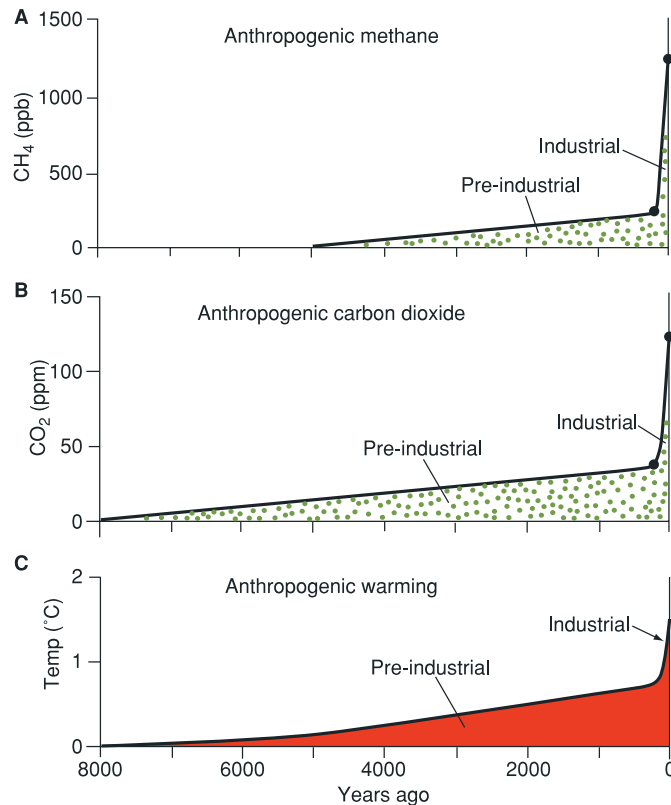 A
1500
Anthropogenic methane
1000
CH₄ (ppb)
Industrial
500
Pre-industrial
0
B
150
Anthropogenic carbon dioxide
100
CO₂ (ppm)
Industrial
50
Pre-industrial
0
C
2
Anthropogenic warming
Temp (˚C)
Industrial
1
Pre-industrial
0
8000 6000 4000 2000 0
Years ago